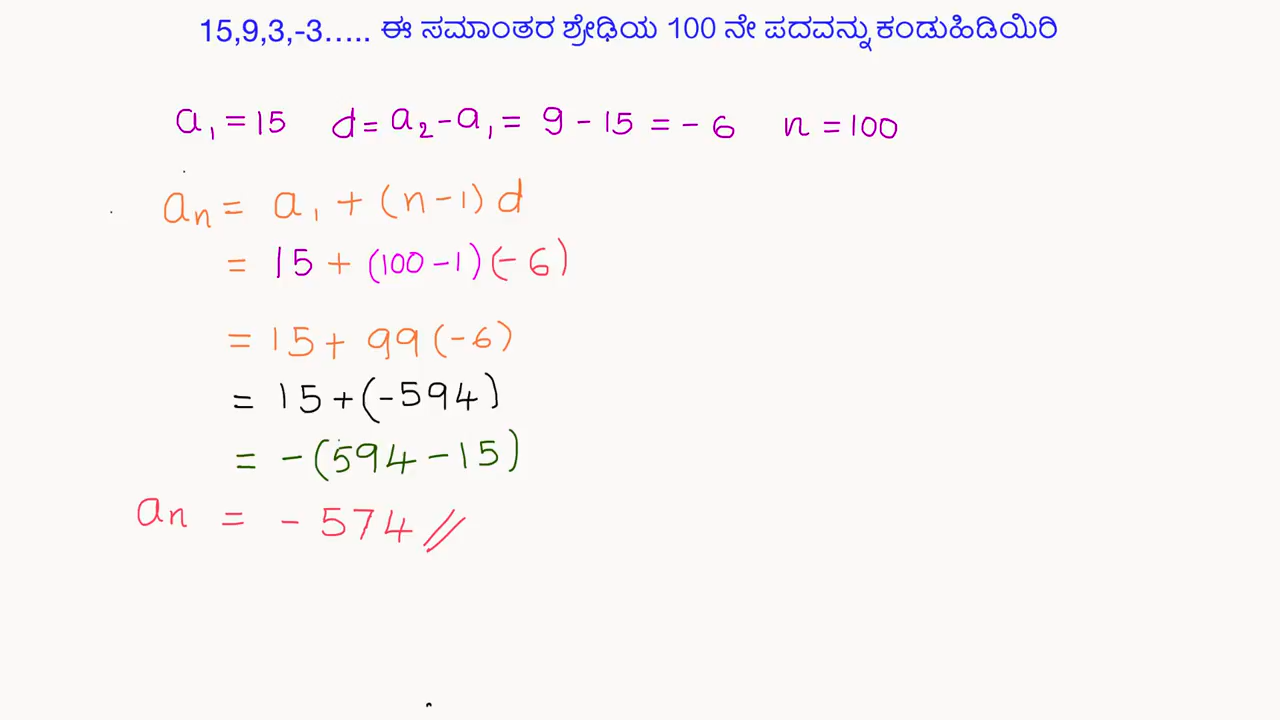 15,9,3,-3….. ಈ ಸಮಾಂತರ ಶ್ರೇಢಿಯ 100 ನೇ ಪದವನ್ನು ಕಂಡುಹಿಡಿಯಿರಿ
a₁ = 15 d = a₂ - a₁ = 9 - 15 = - 6 n = 100
an = a₁ + (n - 1) d
= 15 + (100 - 1) (- 6)
= 15 + 99 (- 6)
= 15 + (- 594)
= - (594 - 15)
an = - 574 //